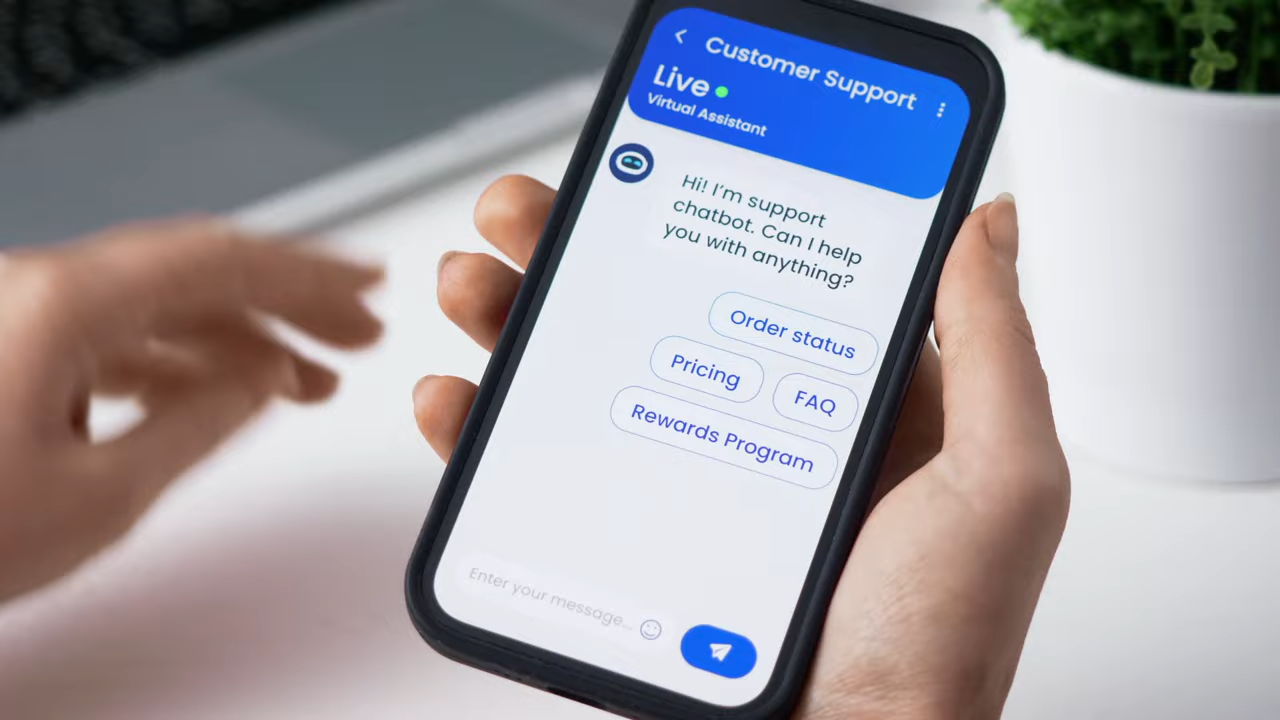 Customer Support
Live
Virtual Assistant
Hi! I'm support
chatbot. Can I help
you with anything?
Order status
Pricing
FAQ
Rewards Program
Enter your message...